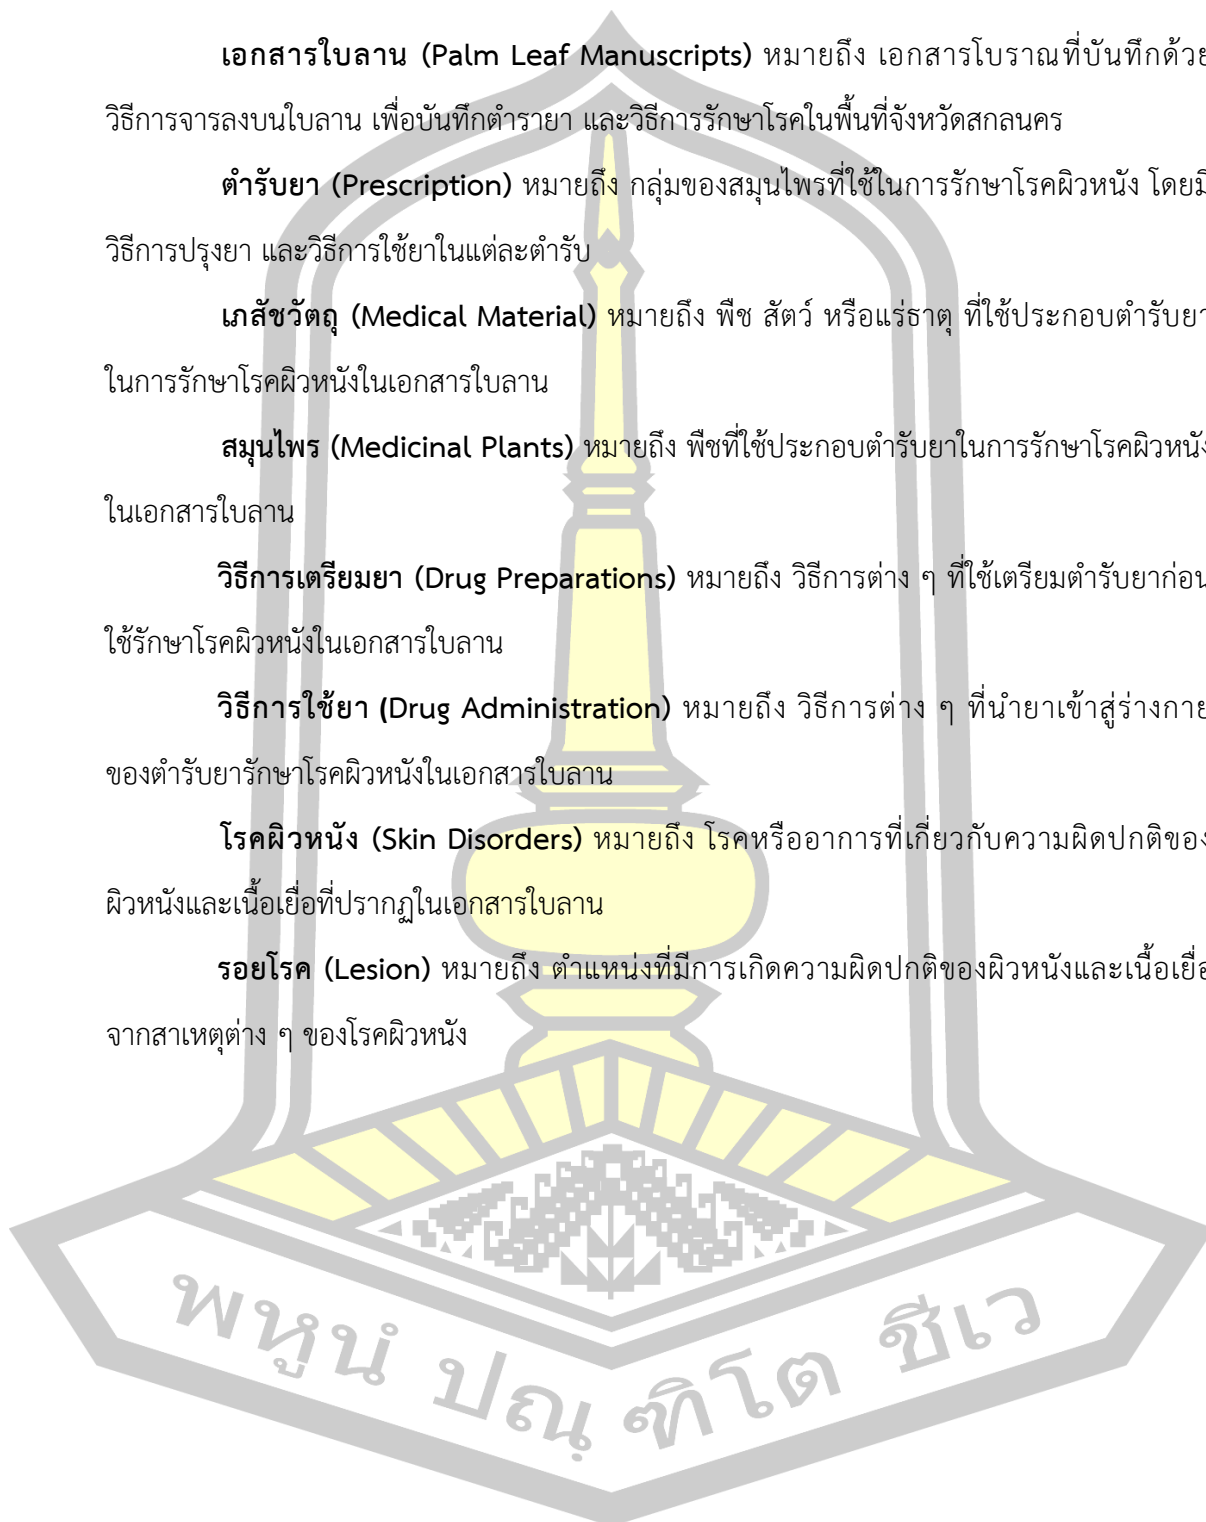 เอกสารใบลาน (Palm Leaf Manuscripts) หมายถึง เอกสารโบราณที่บันทึกด้วย
วิธีการจารลงบนใบลาน เพื่อบันทึกตำรายา และวิธีการรักษาโรคในพื้นที่จังหวัดสกลนคร
ตำรับยา (Prescription) หมายถึง กลุ่มของสมุนไพรที่ใช้ในการรักษาโรคผิวหนัง โดยมี
วิธีการปรุงยา และวิธีการใช้ยาในแต่ละตำรับ
เภสัชวัตถุ (Medical Material) หมายถึง พืช สัตว์ หรือแร่ธาตุ ที่ใช้ประกอบตำรับยา
ในการรักษาโรคผิวหนังในเอกสารใบลาน
สมุนไพร (Medicinal Plants) หมายถึง พืชที่ใช้ประกอบตำรับยาในการรักษาโรคผิวหนัง
ในเอกสารใบลาน
วิธีการเตรียมยา (Drug Preparations) หมายถึง วิธีการต่าง ๆ ที่ใช้เตรียมตำรับยาก่อน
ใช้รักษาโรคผิวหนังในเอกสารใบลาน
วิธีการใช้ยา (Drug Administration) หมายถึง วิธีการต่าง ๆ ที่นำยาเข้าสู่ร่างกาย
ของตำรับยารักษาโรคผิวหนังในเอกสารใบลาน
โรคผิวหนัง (Skin Disorders) หมายถึง โรคหรืออาการที่เกี่ยวกับความผิดปกติของ
ผิวหนังและเนื้อเยื่อที่ปรากฏในเอกสารใบลาน
รอยโรค (Lesion) หมายถึง ตำแหน่งที่มีการเกิดความผิดปกติของผิวหนังและเนื้อเยื่อ
จากสาเหตุต่าง ๆ ของโรคผิวหนัง
พหูนํ ปณฺ ฑิโต ชีเว